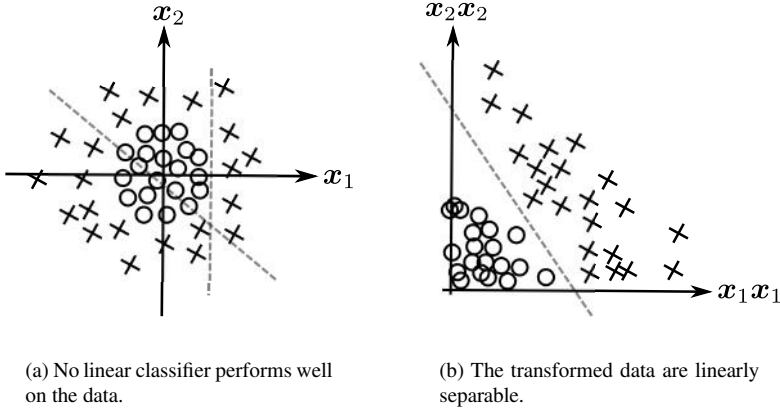 x₂
x₁
(a) No linear classifier performs well
on the data.
x₂x₂
x₁x₁
(b) The transformed data are linearly
separable.